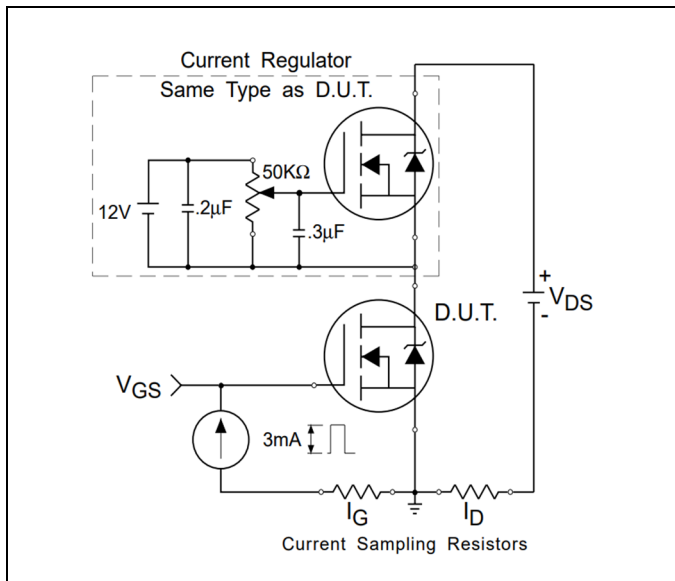 Current Regulator
Same Type as D.U.T.
50KΩ
12V
.2μF
.3μF
+
VDS
-
D.U.T.
VGS
3mA
IG
ID
Current Sampling Resistors